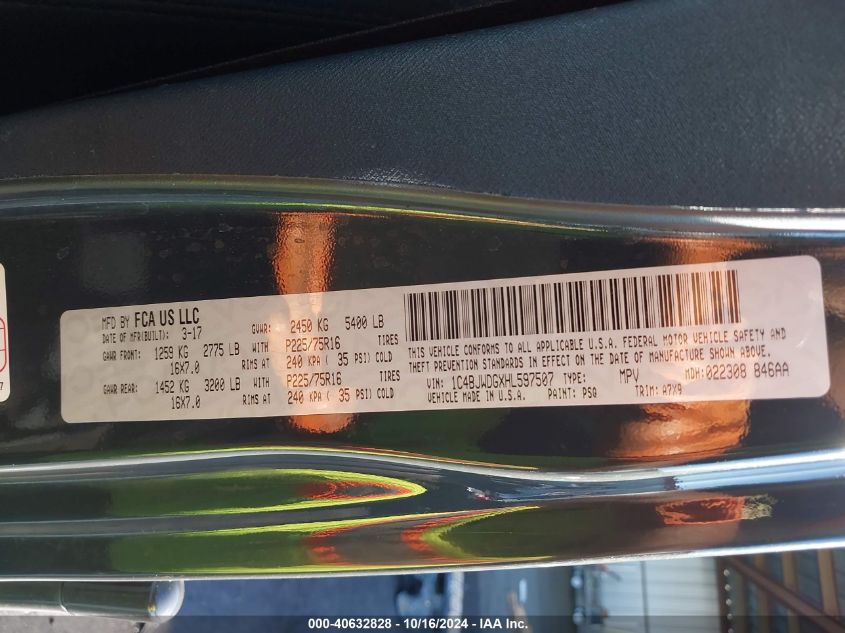 MFD BY FCA US LLC
DATE OF MFR(BUILT): 3-17 GVWR: 2450 KG 5400 LB
GAWR FRONT: 1259 KG 2775 LB WITH P225/75R16 TIRES
16X7.0 RIMS AT 240 KPA ( 35 PSI) COLD
GAWR REAR: 1452 KG 3200 LB WITH P225/75R16 TIRES
16X7.0 RIMS AT 240 KPA ( 35 PSI) COLD
THIS VEHICLE CONFORMS TO ALL APPLICABLE U.S.A. FEDERAL MOTOR VEHICLE SAFETY AND
THEFT PREVENTION STANDARDS IN EFFECT ON THE DATE OF MANUFACTURE SHOWN ABOVE.
VIN: 1C4BJWDGXHL597507 TYPE: MPV MDH:022308 846AA
VEHICLE MADE IN U.S.A. PAINT: PSQ TRIM: A7X9
000-40632828 - 10/16/2024 - IAA Inc.